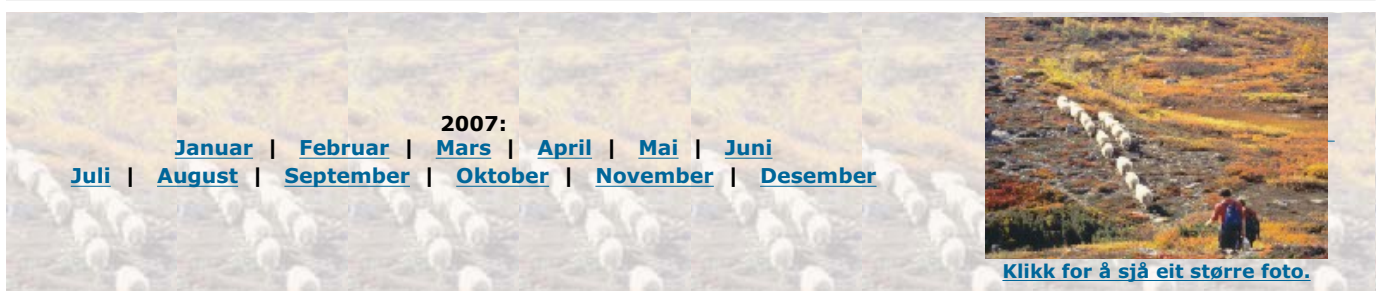 2007:
Januar | Februar | Mars | April | Mai | Juni
Juli | August | September | Oktober | November | Desember
Klikk for å sjå eit større foto.